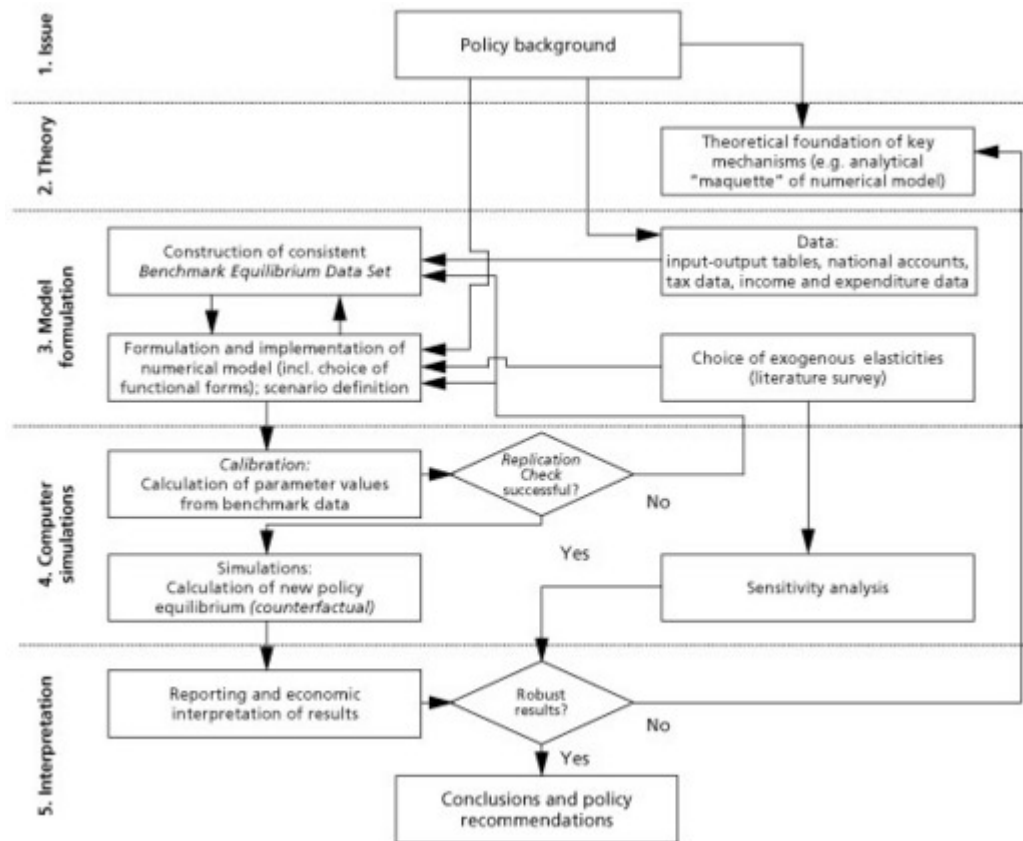 1. Issue
Policy background
2. Theory
Theoretical foundation of key
mechanisms (e.g. analytical
"maquette" of numerical model)
3. Model
formulation
Construction of consistent
Benchmark Equilibrium Data Set
Data:
input-output tables, national accounts,
tax data, income and expenditure data
Formulation and implementation of
numerical model (incl. choice of
functional forms); scenario definition
Choice of exogenous elasticities
(literature survey)
4. Computer
simulations
Calibration:
Calculation of parameter values
from benchmark data
Replication
Check
successful?
No
Yes
Simulations:
Calculation of new policy
equilibrium (counterfactual)
Sensitivity analysis
5. Interpretation
Reporting and economic
interpretation of results
Robust
results?
No
Yes
Conclusions and policy
recommendations